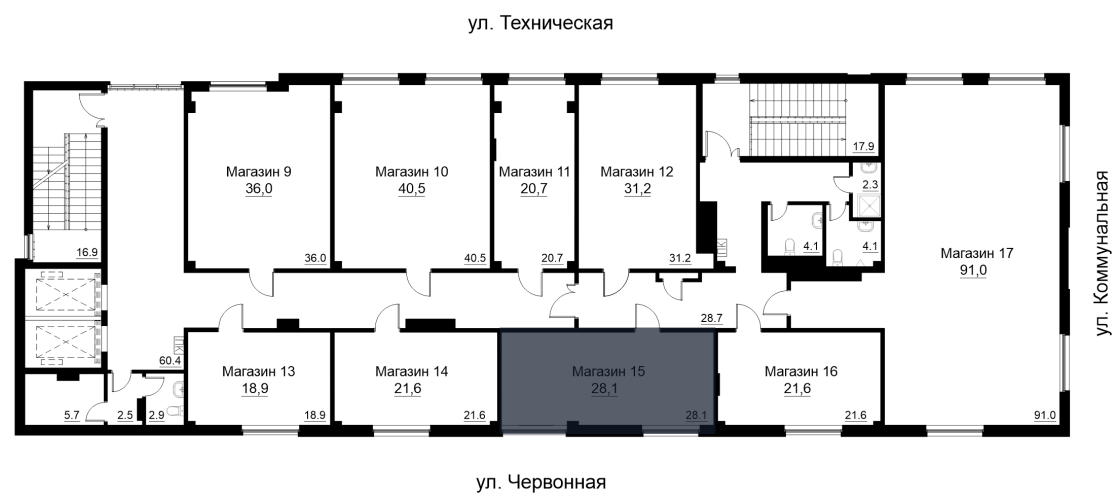 ул. Техническая
17.9
Магазин 9
36,0
Магазин 10
40,5
Магазин 11
20,7
Магазин 12
31,2
2.3
ул. Коммунальная
16.9
36.0
40.5
20.7
31.2
ПК
4.1
4.1
Магазин 17
91,0
28.7
ПК
60.4
Магазин 13
18,9
Магазин 14
21,6
Магазин 15
28,1
Магазин 16
21,6
5.7
2.5
2.9
18.9
21.6
28.1
21.6
91.0
ул. Червонная